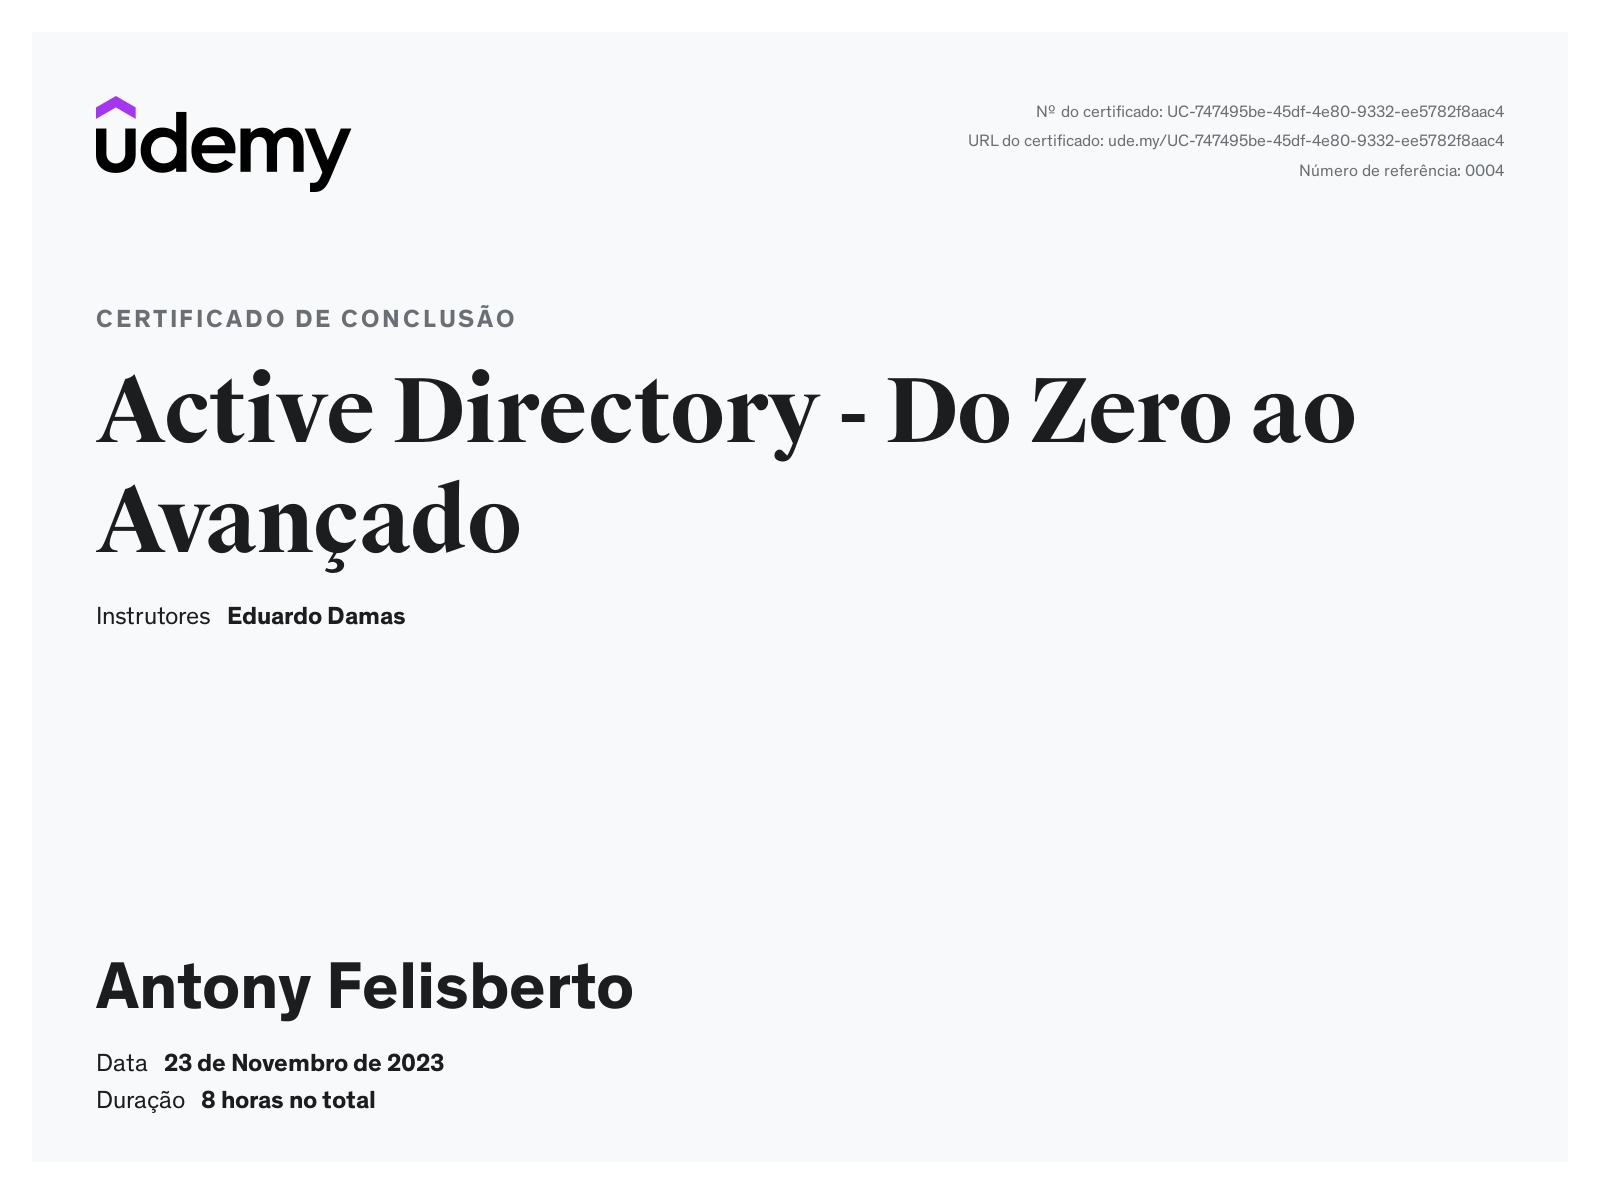 udemy
Nº do certificado: UC-747495be-45df-4e80-9332-ee5782f8aac4
URL do certificado: ude.my/UC-747495be-45df-4e80-9332-ee5782f8aac4
Número de referência: 0004
CERTIFICADO DE CONCLUSÃO
Active Directory - Do Zero ao
Avançado
Instrutores Eduardo Damas
Antony Felisberto
Data 23 de Novembro de 2023
Duração 8 horas no total